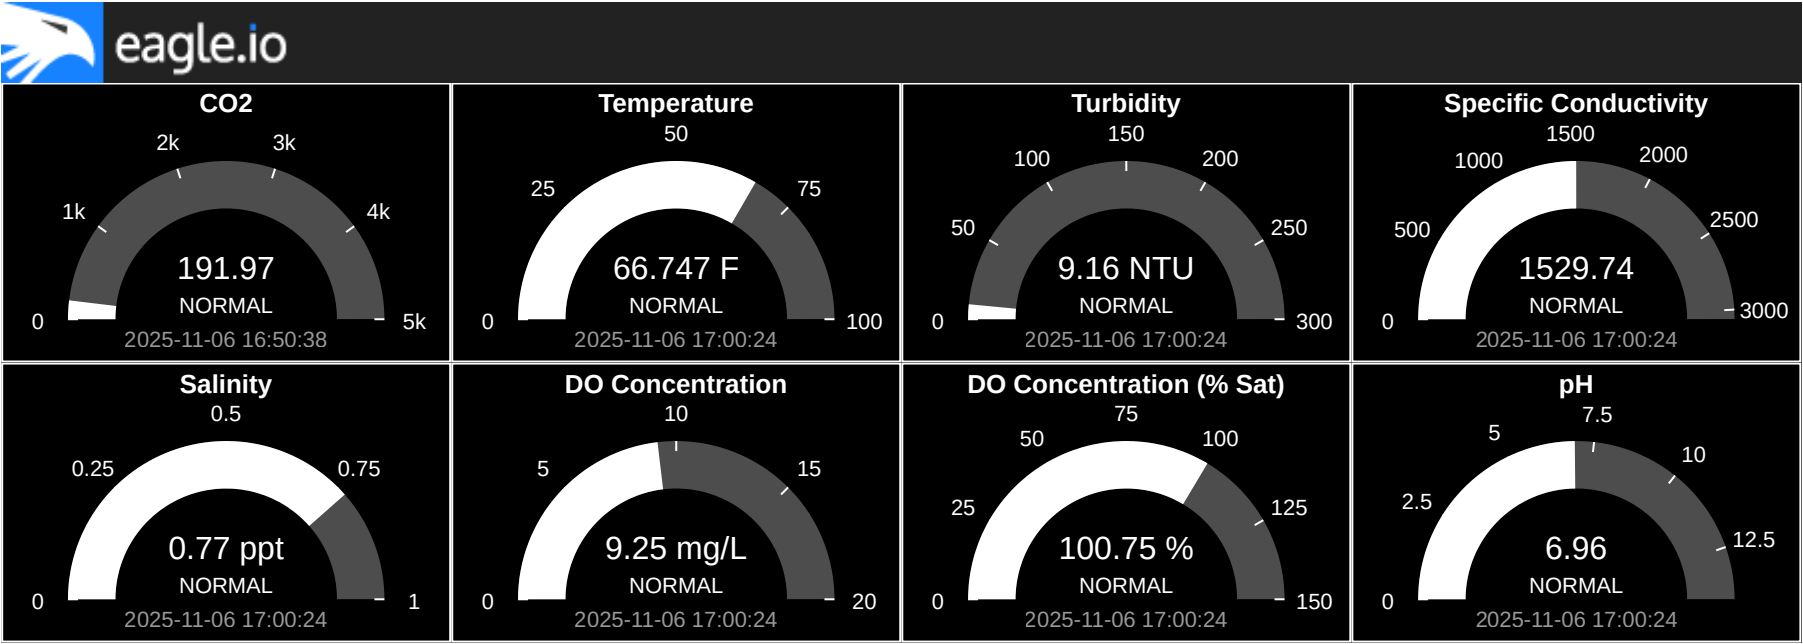 eagle.io
CO2
2k 3k
1k 4k
191.97
NORMAL
0 5k
2025-11-06 16:50:38
Temperature
50
25 75
66.747 F
NORMAL
0 100
2025-11-06 17:00:24
Turbidity
150
100 200
50 250
9.16 NTU
NORMAL
0 300
2025-11-06 17:00:24
Specific Conductivity
1500
1000 2000
500 2500
1529.74
NORMAL
0 3000
2025-11-06 17:00:24
Salinity
0.5
0.25 0.75
0.77 ppt
NORMAL
0 1
2025-11-06 17:00:24
DO Concentration
10
5 15
9.25 mg/L
NORMAL
0 20
2025-11-06 17:00:24
DO Concentration (% Sat)
75
50 100
25 125
100.75 %
NORMAL
0 150
2025-11-06 17:00:24
pH
7.5
5 10
2.5 12.5
6.96
NORMAL
0
2025-11-06 17:00:24